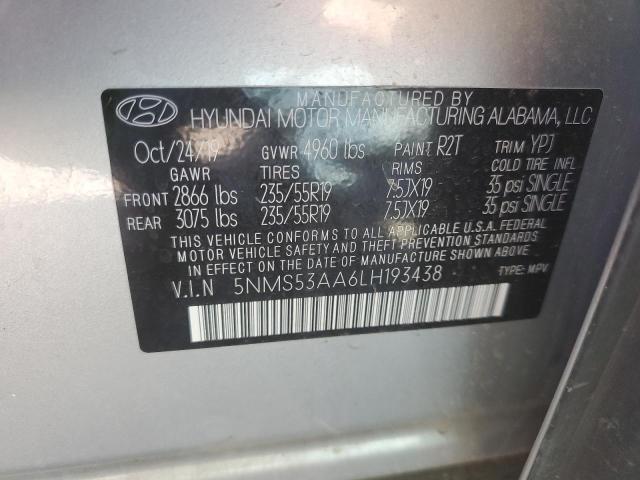 MANUFACTURED BY
HYUNDAI MOTOR MANUFACTURING ALABAMA, LLC
Oct/24/19 GVWR 4960 lbs PAINT R2T TRIM YPJ
GAWR TIRES RIMS COLD TIRE INFL
FRONT 2866 lbs 235/55R19 7.5JX19 35 psi SINGLE
REAR 3075 lbs 235/55R19 7.5?X19 35 psi SINGLE
THIS VEHICLE CONFORMS TO ALL APPLICABLE U.S.A. FEDERAL
MOTOR VEHICLE SAFETY AND THEFT PREVENTION STANDARDS
IN EFFECT ON THE DATE OF MANUFACTURE SHOWN ABOVE.
V.I.N 5NMS53AA6LH193438 TYPE: MPV